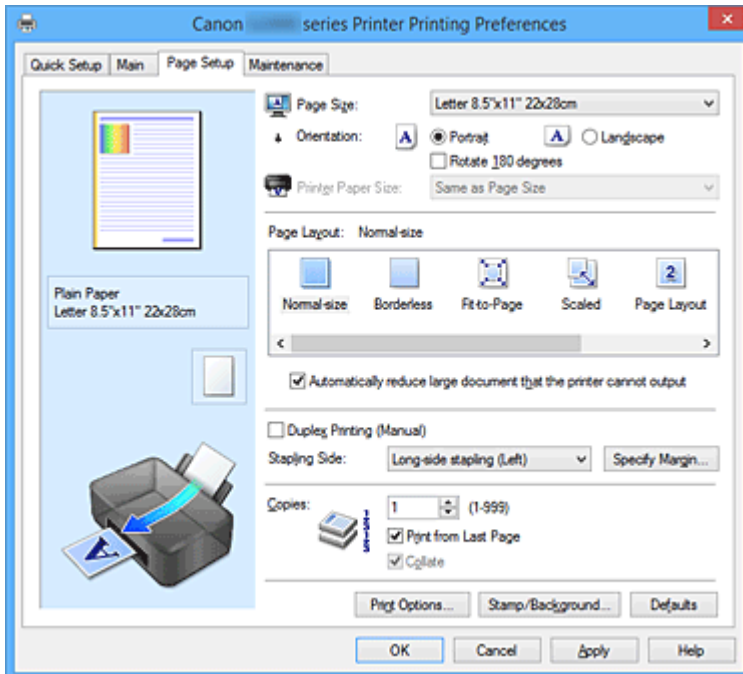 Canon series Printer Printing Preferences
Quick Setup Main Page Setup Maintenance
Page Size: Letter 8.5"x11" 22x28cm
Orientation: A Portrait A Landscape
Rotate 180 degrees
Printer Paper Size: Same as Page Size
Page Layout: Normal-size
Normal-size Borderless Fit-to-Page Scaled Page Layout
Plain Paper
Letter 8.5"x11" 22x28cm
Automatically reduce large document that the printer cannot output
Duplex Printing (Manual)
Stapling Side: Long-side stapling (Left) Specify Margin...
Copies: 1 (1-999)
Print from Last Page
Collate
Print Options... Stamp/Background... Defaults
OK Cancel Apply Help